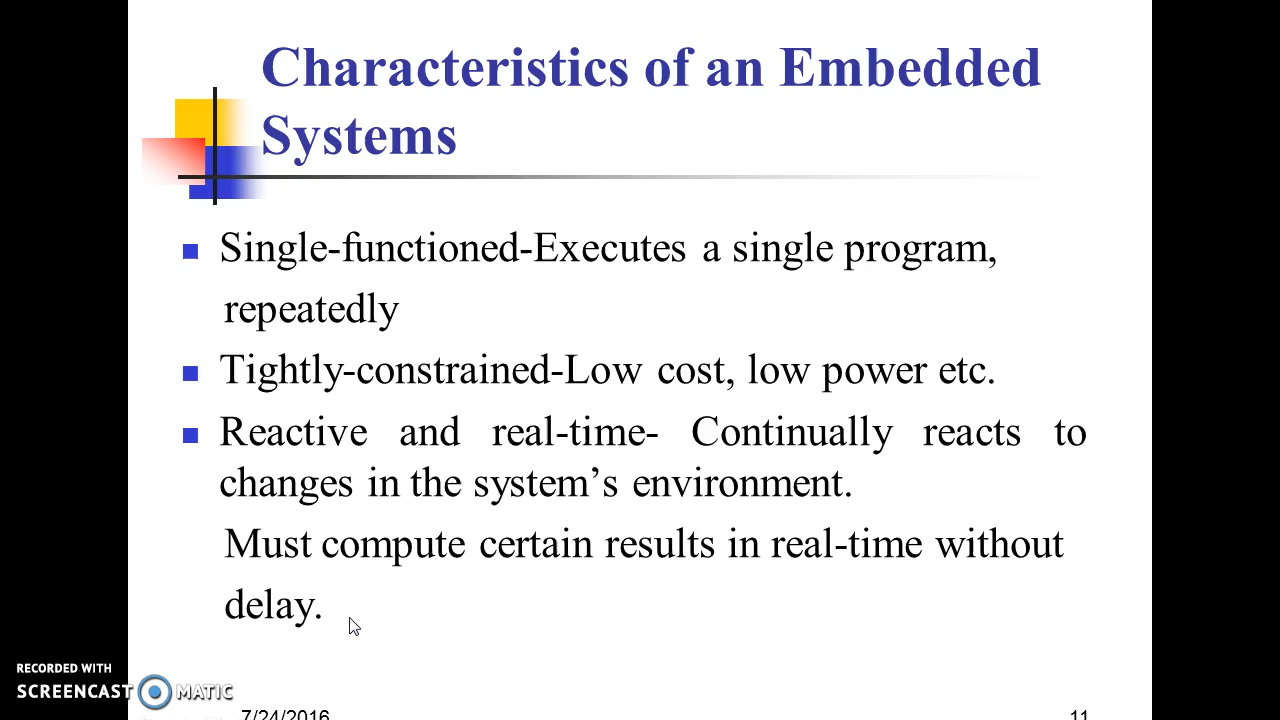 Characteristics of an Embedded
Systems
Single-functioned-Executes a single program,
repeatedly
Tightly-constrained-Low cost, low power etc.
Reactive and real-time- Continually reacts to
changes in the system’s environment.
Must compute certain results in real-time without
delay.
RECORDED WITH
SCREENCAST MATIC
7/24/2016
11